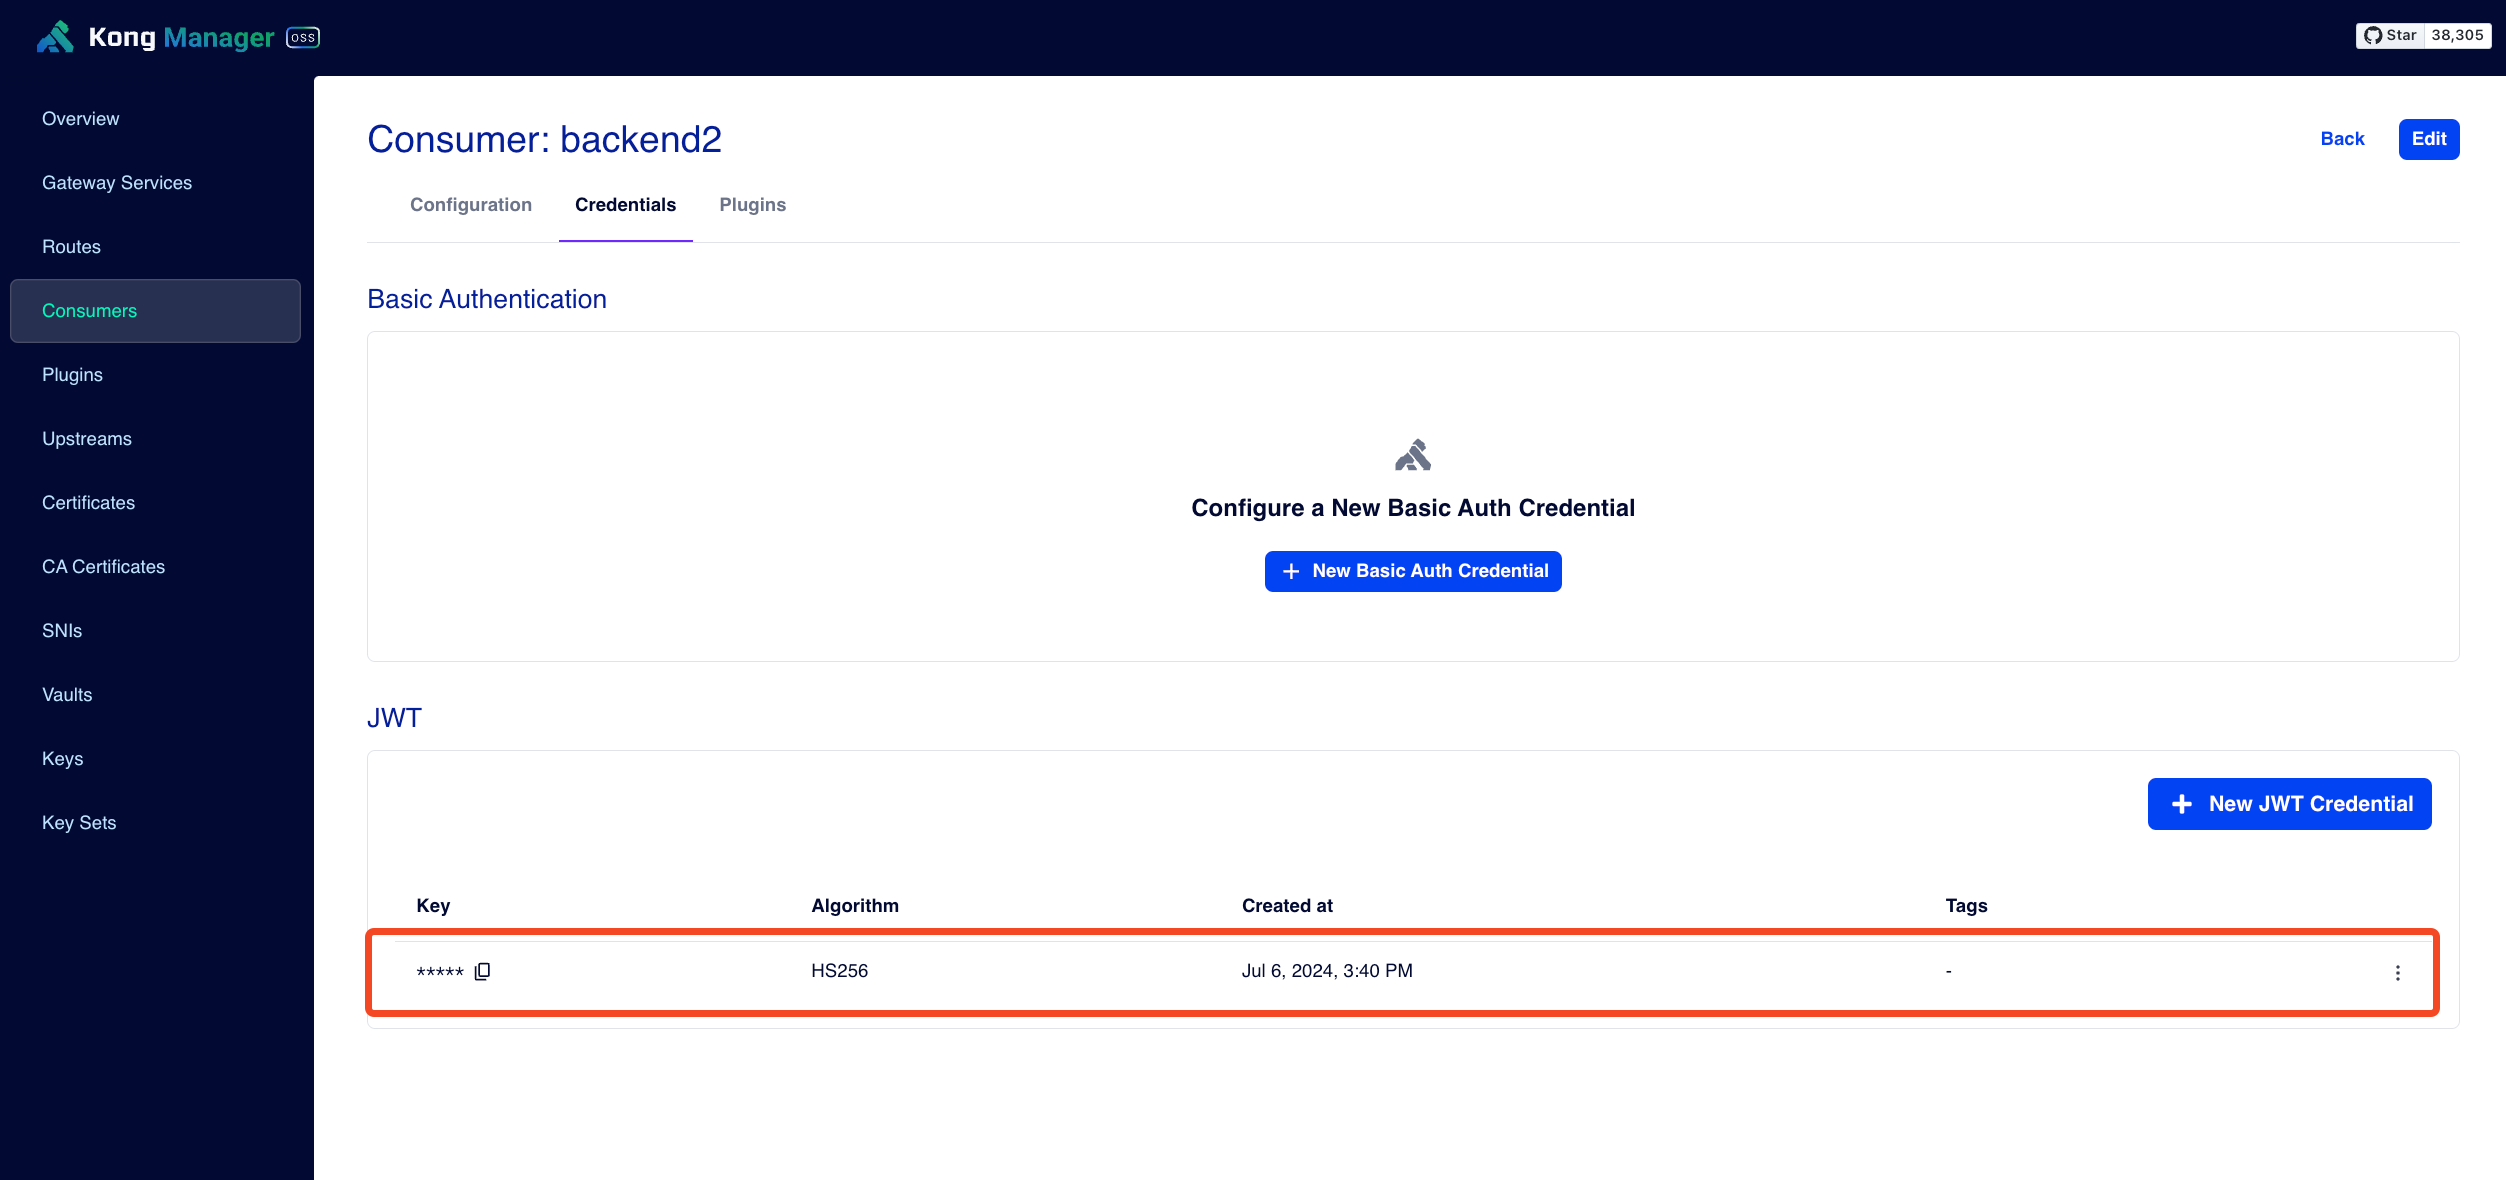 Kong Manager OSS
Star 38,305
Overview
Gateway Services
Routes
Consumers
Plugins
Upstreams
Certificates
CA Certificates
SNIs
Vaults
Keys
Key Sets
Consumer: backend2
Back Edit
Configuration Credentials Plugins
Basic Authentication
Configure a New Basic Auth Credential
New Basic Auth Credential
JWT
New JWT Credential
Key Algorithm Created at Tags
***** HS256 Jul 6, 2024, 3:40 PM -